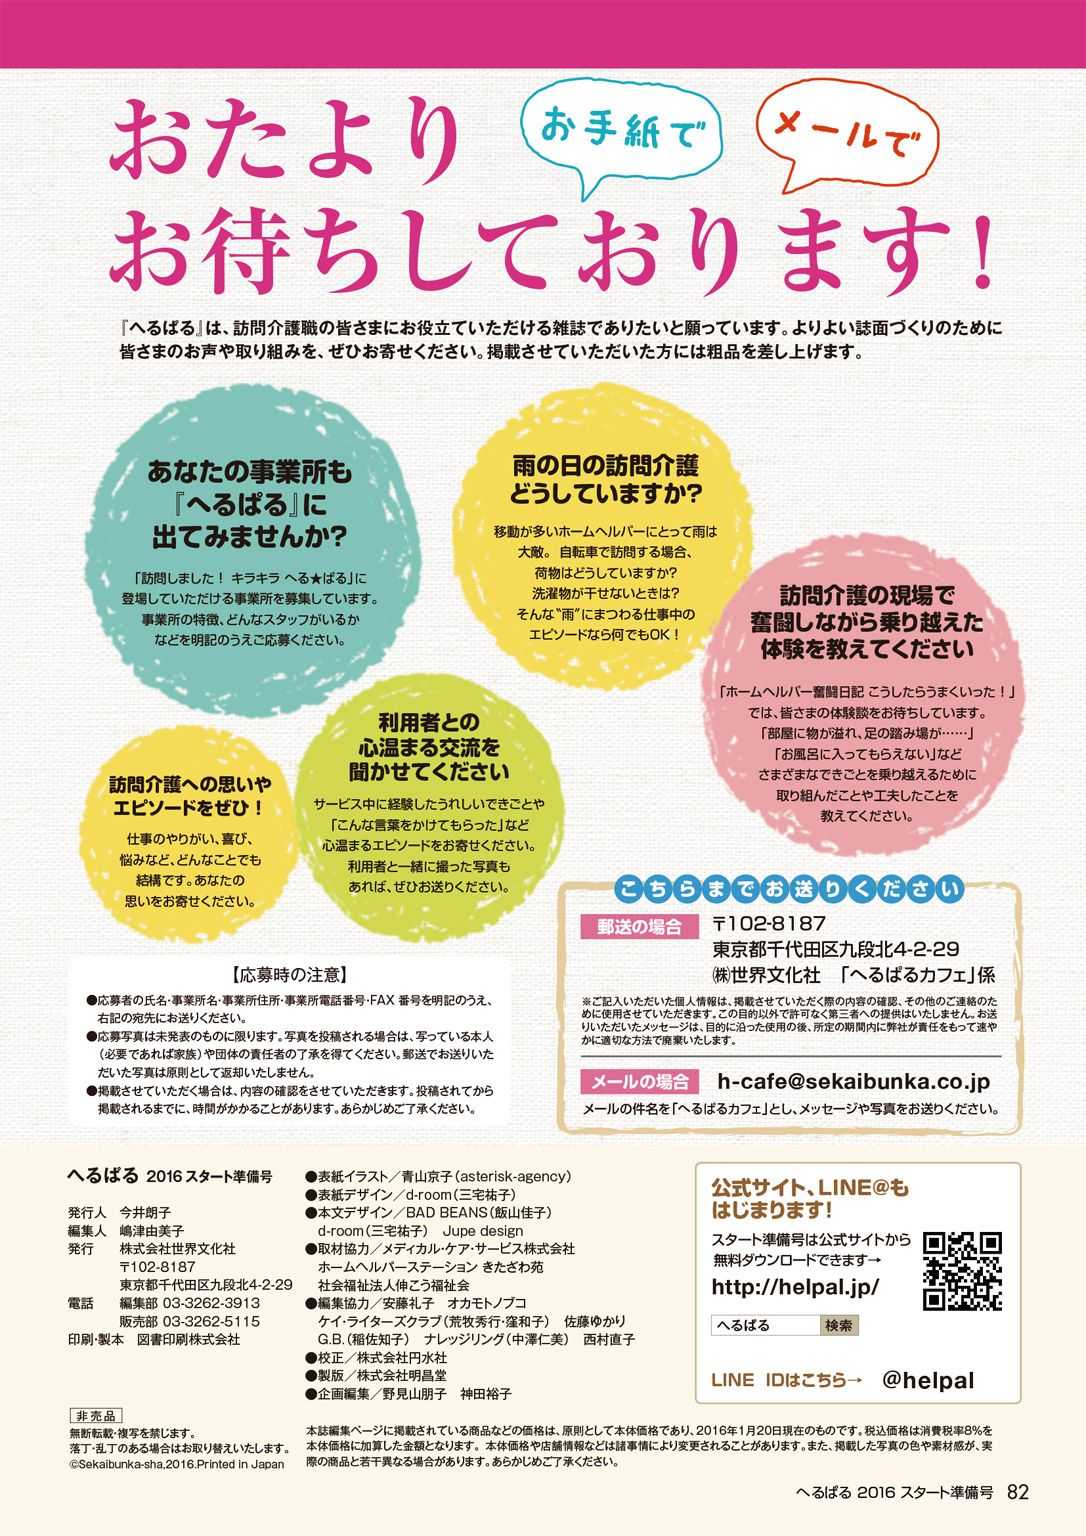 お手紙で
メールで
おたより
お待ちしております!
『へるぱる』は、訪問介護職の皆さまにお役立ていただける雑誌でありたいと願っています。よりよい誌面づくりのために
皆さまのお声や取り組みを、ぜひお寄せください。掲載させていただいた方には粗品を差し上げます。
あなたの事業所も
『へるぱる』に
出てみませんか?
「訪問しました! キラキラ へる★ぱる」に
登場していただける事業所を募集しています。
事業所の特徴、どんなスタッフがいるか
などを明記のうえご応募ください。
雨の日の訪問介護
どうしていますか?
移動が多いホームヘルパーにとって雨は
大敵。 自転車で訪問する場合、
荷物はどうしていますか?
洗濯物が干せないときは?
そんな“雨”にまつわる仕事中の
エピソードなら何でもOK!
訪問介護の現場で
奮闘しながら乗り越えた
体験を教えてください
「ホームヘルパー奮闘日記 こうしたらうまくいった!」
では、皆さまの体験談をお待ちしています。
「部屋に物が溢れ、足の踏み場が……」
「お風呂に入ってもらえない」など
さまざまなできごとを乗り越えるために
取り組んだことや工夫したことを
教えてください。
利用者との
心温まる交流を
聞かせてください
サービス中に経験したうれしいできごとや
「こんな言葉をかけてもらった」など
心温まるエピソードをお寄せください。
利用者と一緒に撮った写真も
あれば、ぜひお送りください。
訪問介護への思いや
エピソードをぜひ!
仕事のやりがい、喜び、
悩みなど、どんなことでも
結構です。あなたの
思いをお寄せください。
【応募時の注意】
●応募者の氏名・事業所名・事業所住所・事業所電話番号・FAX 番号を明記のうえ、
右記の宛先にお送りください。
●応募写真は未発表のものに限ります。写真を投稿される場合は、写っている本人
(必要であれば家族)や団体の責任者の了承を得てください。郵送でお送りいた
だいた写真は原則として返却いたしません。
●掲載させていただく場合は、内容の確認をさせていただきます。投稿されてから
掲載されるまでに、時間がかかることがあります。あらかじめご了承ください。
こちらまでお送りください
郵送の場合 〒102-8187
東京都千代田区九段北4-2-29
㈱世界文化社 「へるぱるカフェ」係
※ご記入いただいた個人情報は、掲載させていただく際の内容の確認、その他のご連絡のた
めに使用させていただきます。この目的以外で許可なく第三者への提供はいたしません。お送
りいただいたメッセージは、目的に沿った使用の後、所定の期間内に弊社が責任をもって速や
かに適切な方法で廃棄いたします。
メールの場合 h-cafe@sekaibunka.co.jp
メールの件名を「へるぱるカフェ」とし、メッセージや写真をお送りください。
へるぱる 2016 スタート準備号
発行人 今井朗子
編集人 嶋津由美子
発行 株式会社世界文化社
〒102-8187
東京都千代田区九段北4-2-29
電話 編集部 03-3262-3913
販売部 03-3262-5115
印刷・製本 図書印刷株式会社
●表紙イラスト/青山京子(asterisk-agency)
●表紙デザイン/d-room(三宅祐子)
●本文デザイン/BAD BEANS(飯山佳子)
d-room(三宅祐子) Jupe design
●取材協力/メディカル・ケア・サービス株式会社
ホームヘルパーステーション きたざわ苑
社会福祉法人伸こう福祉会
●編集協力/安藤礼子 オカモトノブコ
ケイ・ライターズクラブ(荒牧秀行・窪和子) 佐藤ゆかり
G.B.(稲佐知子) ナレッジリング(中澤仁美) 西村直子
●校正/株式会社円水社
●製版/株式会社明昌堂
●企画編集/野見山朋子 神田裕子
公式サイト、LINE@も
はじまります!
スタート準備号は公式サイトから
無料ダウンロードできます→
http://helpal.jp/
へるぱる 検索
LINE IDはこちら→ @helpal
非売品
無断転載・複写を禁じます。
落丁・乱丁のある場合はお取り替えいたします。
©Sekaibunka-sha,2016.Printed in Japan
本誌編集ページに掲載されている商品などの価格は、原則として本体価格であり、2016年1月20日現在のものです。税込価格は消費税率8%を
本体価格に加算した金額となります。 本体価格や店舗情報などは諸事情により変更されることがあります。また、掲載した写真の色や素材感が、実
際の商品と若干異なる場合があります。あらかじめご了承ください。
へるぱる 2016 スタート準備号 82